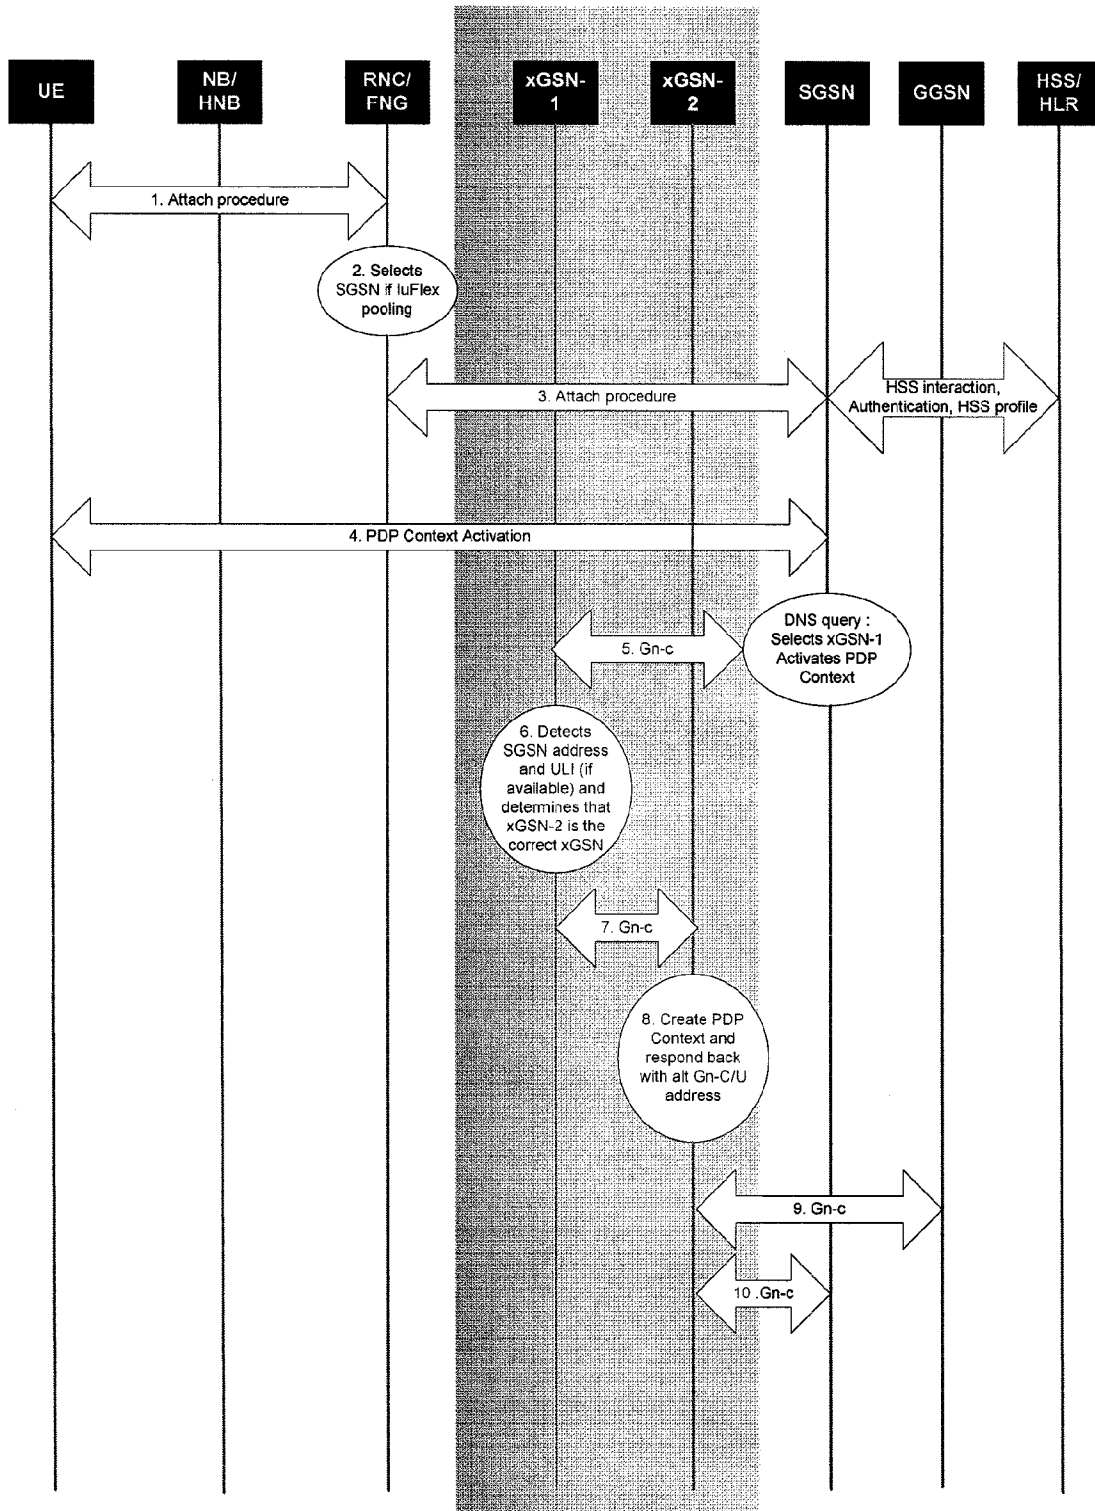 UE
NB/
HNB
RNC/
FNG
xGSN-
1
xGSN-
2
SGSN
GGSN
HSS/
HLR
1. Attach procedure
2. Selects
SGSN if IuFlex
pooling
3. Attach procedure
HSS interaction,
Authentication, HSS profile
4. PDP Context Activation
5. Gn-c
DNS query :
Selects xGSN-1
Activates PDP
Context
6. Detects
SGSN address
and ULI (if
available) and
determines that
xGSN-2 is the
correct xGSN
7. Gn-c
8. Create PDP
Context and
respond back
with alt Gn-C/U
address
9. Gn-c
10 .Gn-c